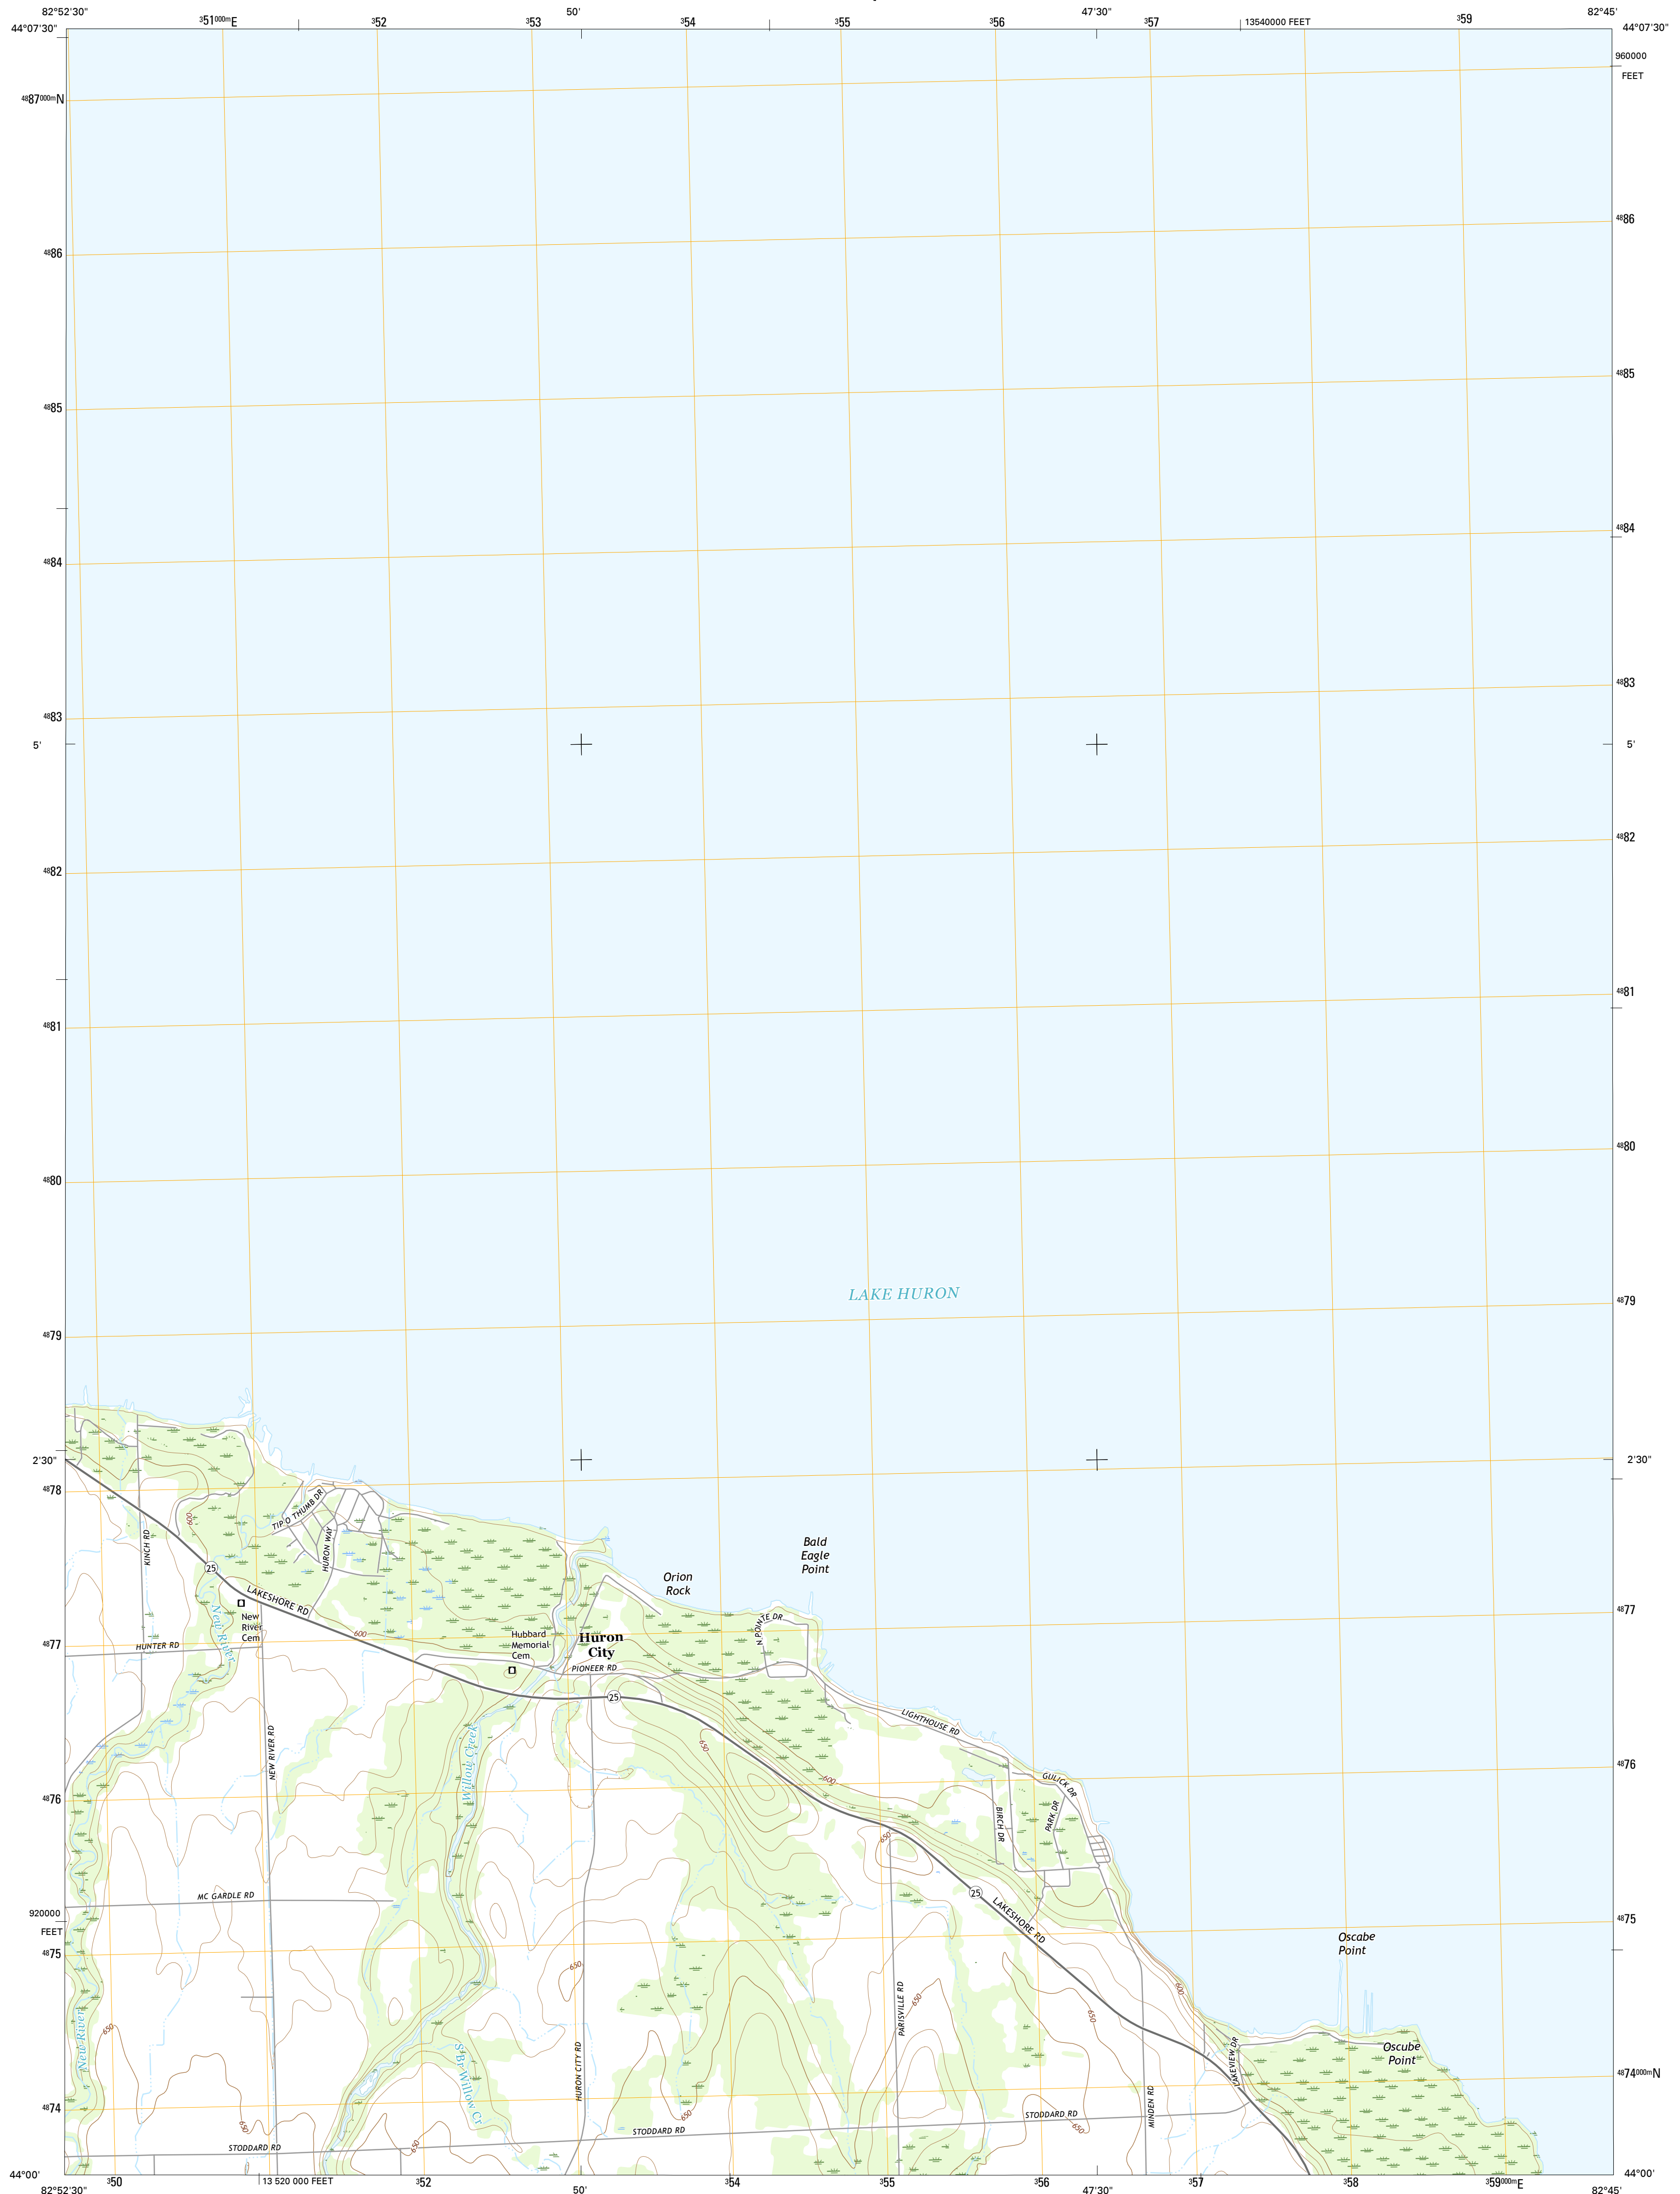 82°52'30"
351000mE
352
353
50'
354
355
356
47'30"
357
13540000 FEET
359
82°45'
44°07'30"
44°07'30"
960000
FEET
4887000mN
4886
4886
4885
4885
4884
4884
4883
4883
5'
5'
4882
4882
4881
4881
4880
4880
LAKE HURON
4879
4879
2'30"
2'30"
4878
TIP O THUMB DR
600
KINCH RD
HURON WAY
Bald
Eagle
Point
25
Orion
Rock
LAKESHORE RD
New River
New
River
Cem
4877
4877
N POINTE DR
600
Hubbard
Memorial
Cem
Huron
City
HUNTER RD
PIONEER RD
25
LIGHTHOUSE RD
NEW RIVER RD
Willow Creek
650
4876
4876
600
GULICK DR
BIRCH DR
PARK DR
650
MC GARDLE RD
25
LAKESHORE RD
920000
FEET
4875
4875
Oscabe
Point
650
600
New River
650
PARISVILLE RD
650
650
S Br Willow Cr
HURON CITY RD
LAKEVIEW DR
Oscube
Point
4874000mN
4874
MINDEN RD
650
650
STODDARD RD
650
STODDARD RD
650
STODDARD RD
44°00'
44°00'
350
13 520 000 FEET
352
354
355
356
357
358
359000mE
82°52'30"
50'
47'30"
82°45'